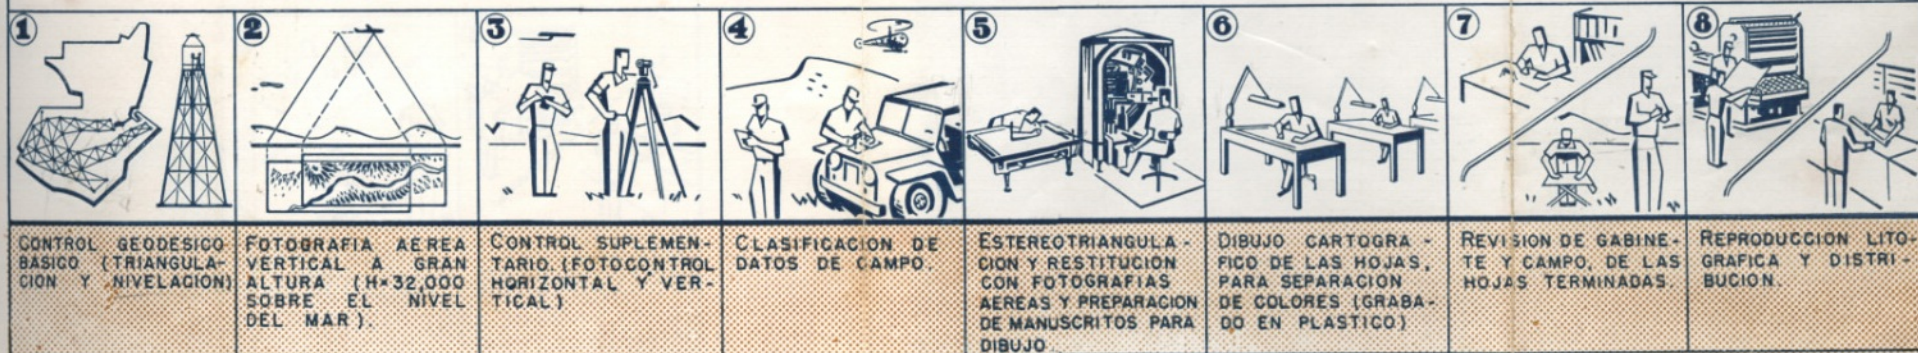 1
CONTROL GEODESICO
BASICO (TRIANGULA-
CION Y NIVELACION)
2
FOTOGRAFIA AEREA
VERTICAL A GRAN
ALTURA (H=32,000
SOBRE EL NIVEL
DEL MAR).
3
CONTROL SUPLEMEN-
TARIO. (FOTOCONTROL
HORIZONTAL Y VER-
TICAL)
4
CLASIFICACION DE
DATOS DE CAMPO.
5
ESTEREOTRIANGULA-
CION Y RESTITUCION
CON FOTOGRAFIAS
AEREAS Y PREPARACION
DE MANUSCRITOS PARA
DIBUJO
6
DIBUJO CARTOGRA-
FICO DE LAS HOJAS,
PARA SEPARACION
DE COLORES (GRABA-
DO EN PLASTICO)
7
REVISION DE GABINE-
TE Y CAMPO, DE LAS
HOJAS TERMINADAS.
8
REPRODUCCION LITO-
GRAFICA Y DISTRI-
BUCION.